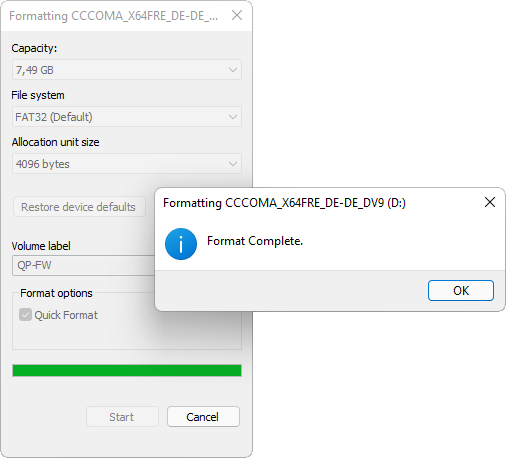 Formatting CCCOMA_X64FRE_DE-DE_...
Capacity:
7,49 GB
File system
FAT32 (Default)
Allocation unit size
4096 bytes
Restore device defaults
Volume label
QP-FW
Format options
Quick Format
Start
Cancel
Formatting CCCOMA_X64FRE_DE-DE_DV9 (D:)
Format Complete.
OK